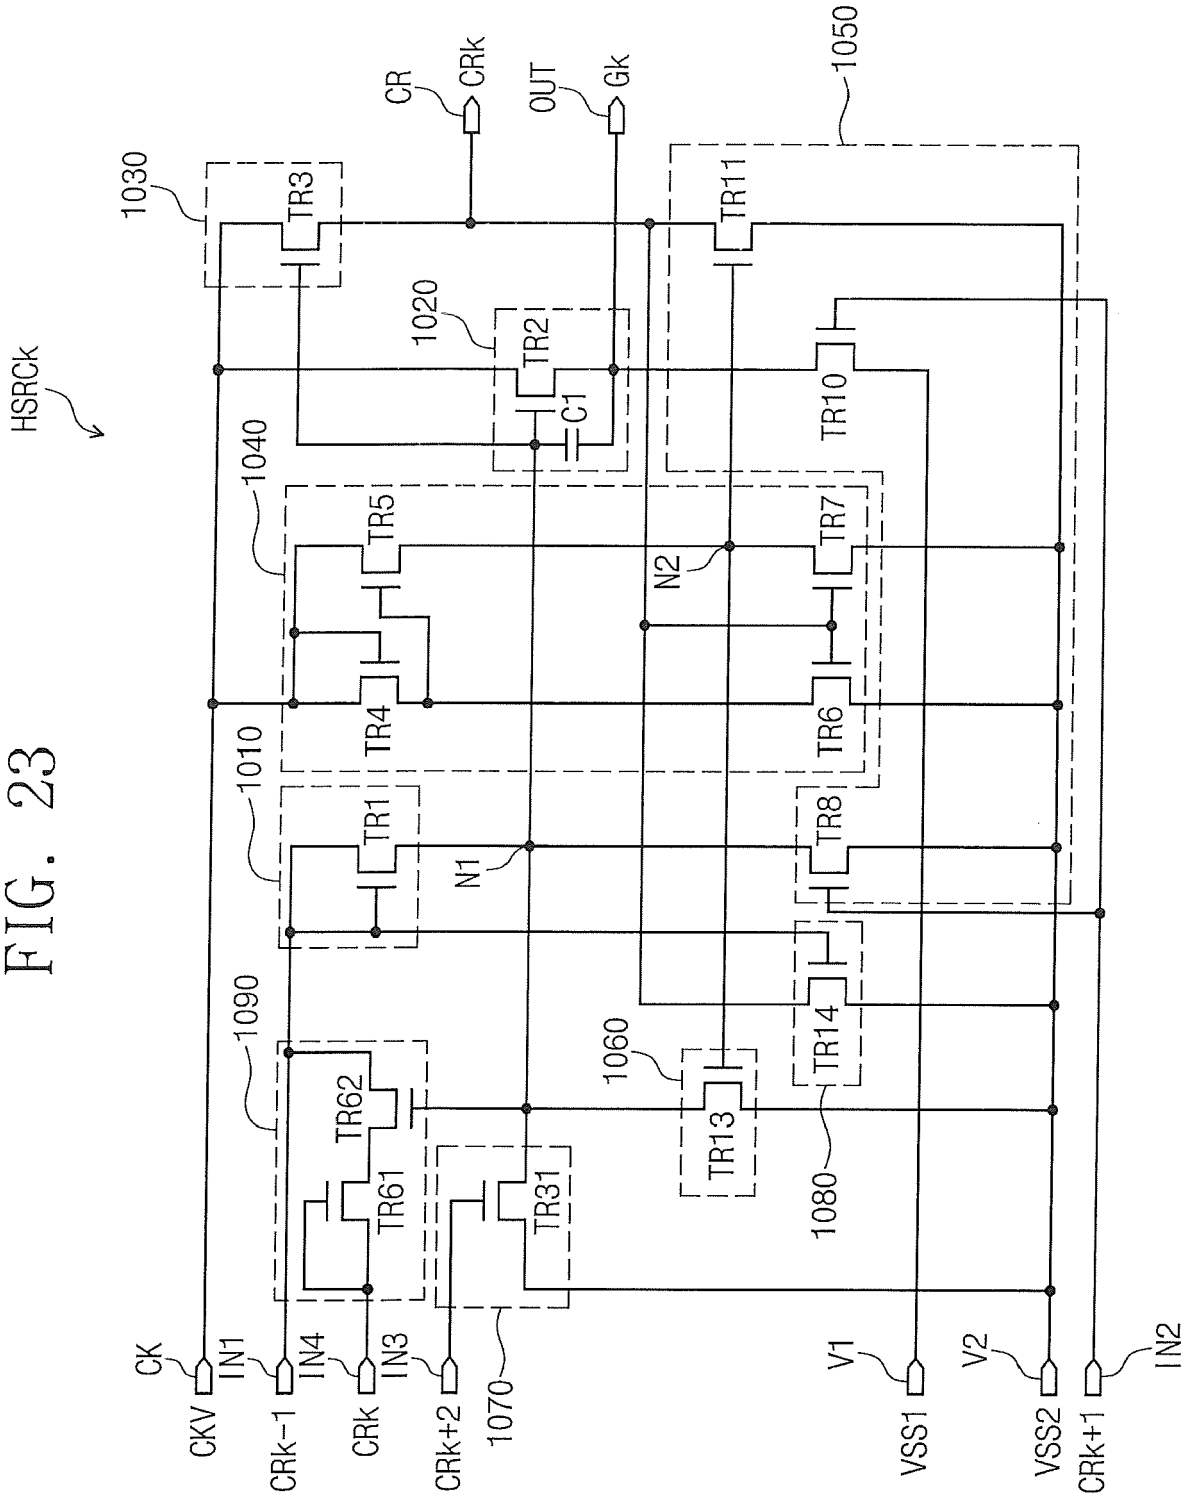 FIG. 23
HSRCk
CKV
CK
CRk-1
IN1
CRk
IN4
CRk+2
IN3
VSS1
V1
VSS2
V2
CRk+1
IN2
1090
TR61
TR62
1070
TR31
1010
TR1
N1
1060
TR13
1080
TR14
1040
TR4
TR5
TR6
TR7
N2
TR8
1020
TR2
C1
1030
TR3
TR10
TR11
1050
CR
CRk
OUT
Gk